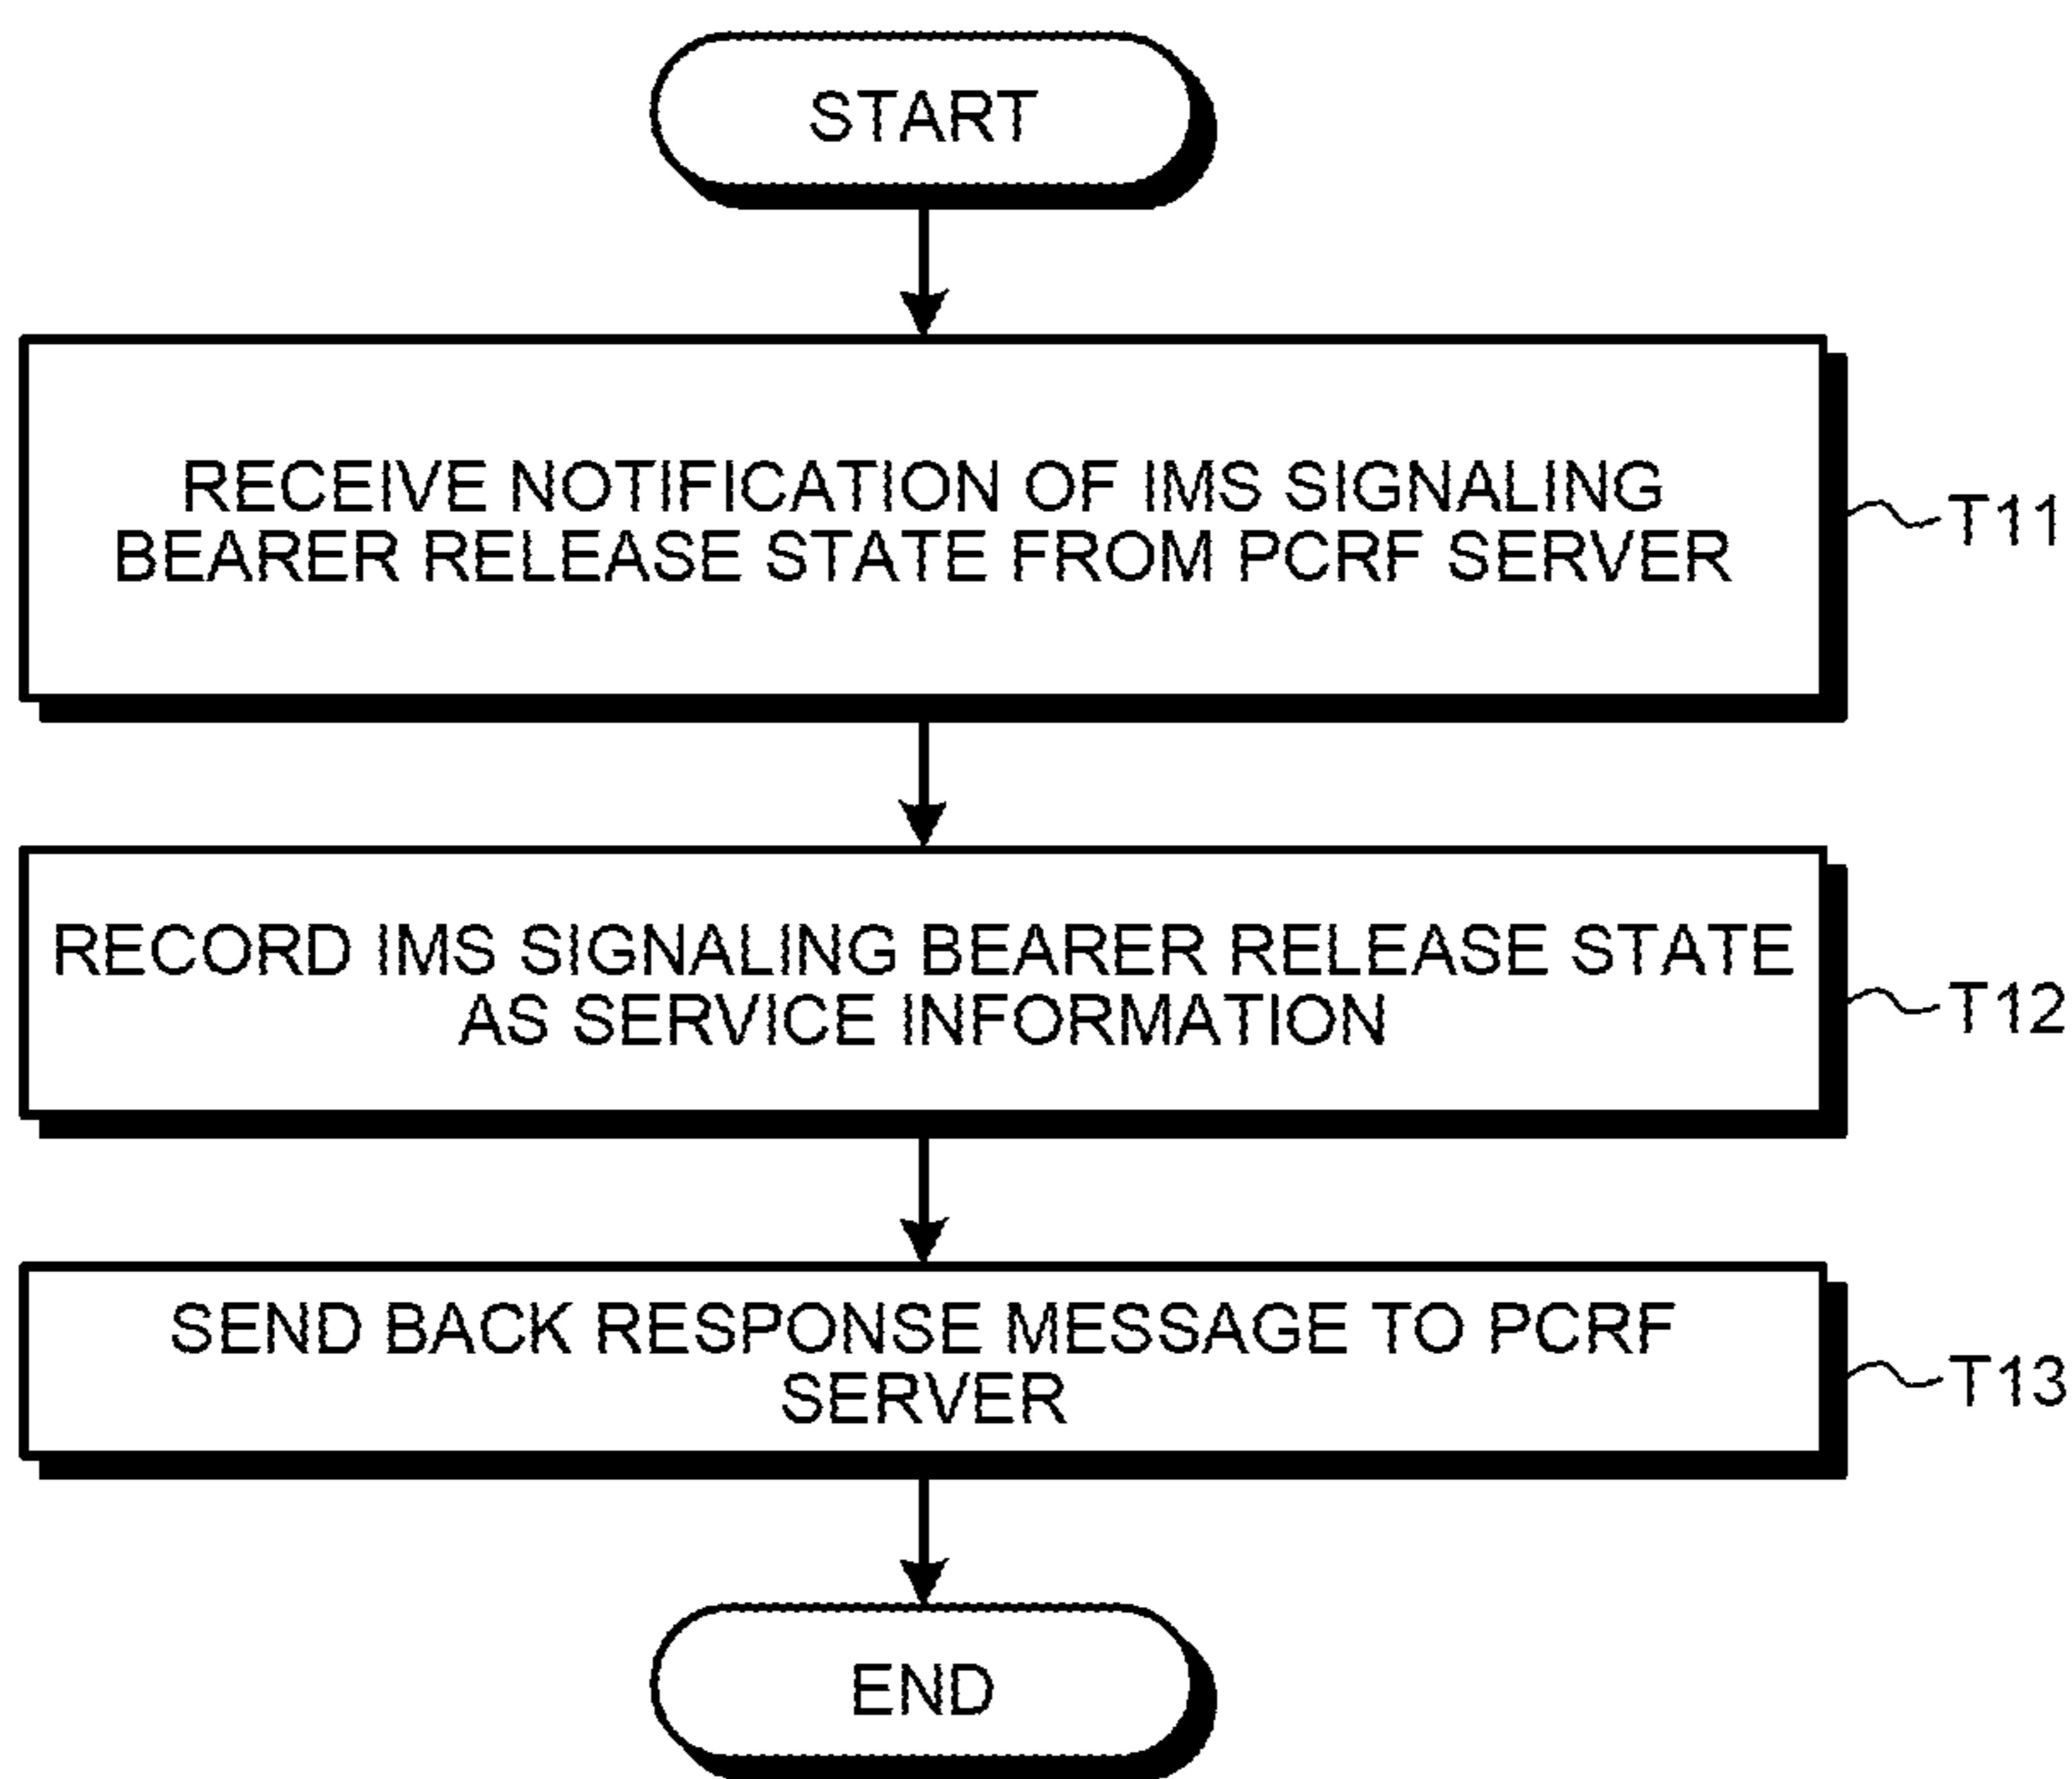 START
RECEIVE NOTIFICATION OF IMS SIGNALING
BEARER RELEASE STATE FROM PCRF SERVER
T11
RECORD IMS SIGNALING BEARER RELEASE STATE
AS SERVICE INFORMATION
T12
SEND BACK RESPONSE MESSAGE TO PCRF
SERVER
T13
END